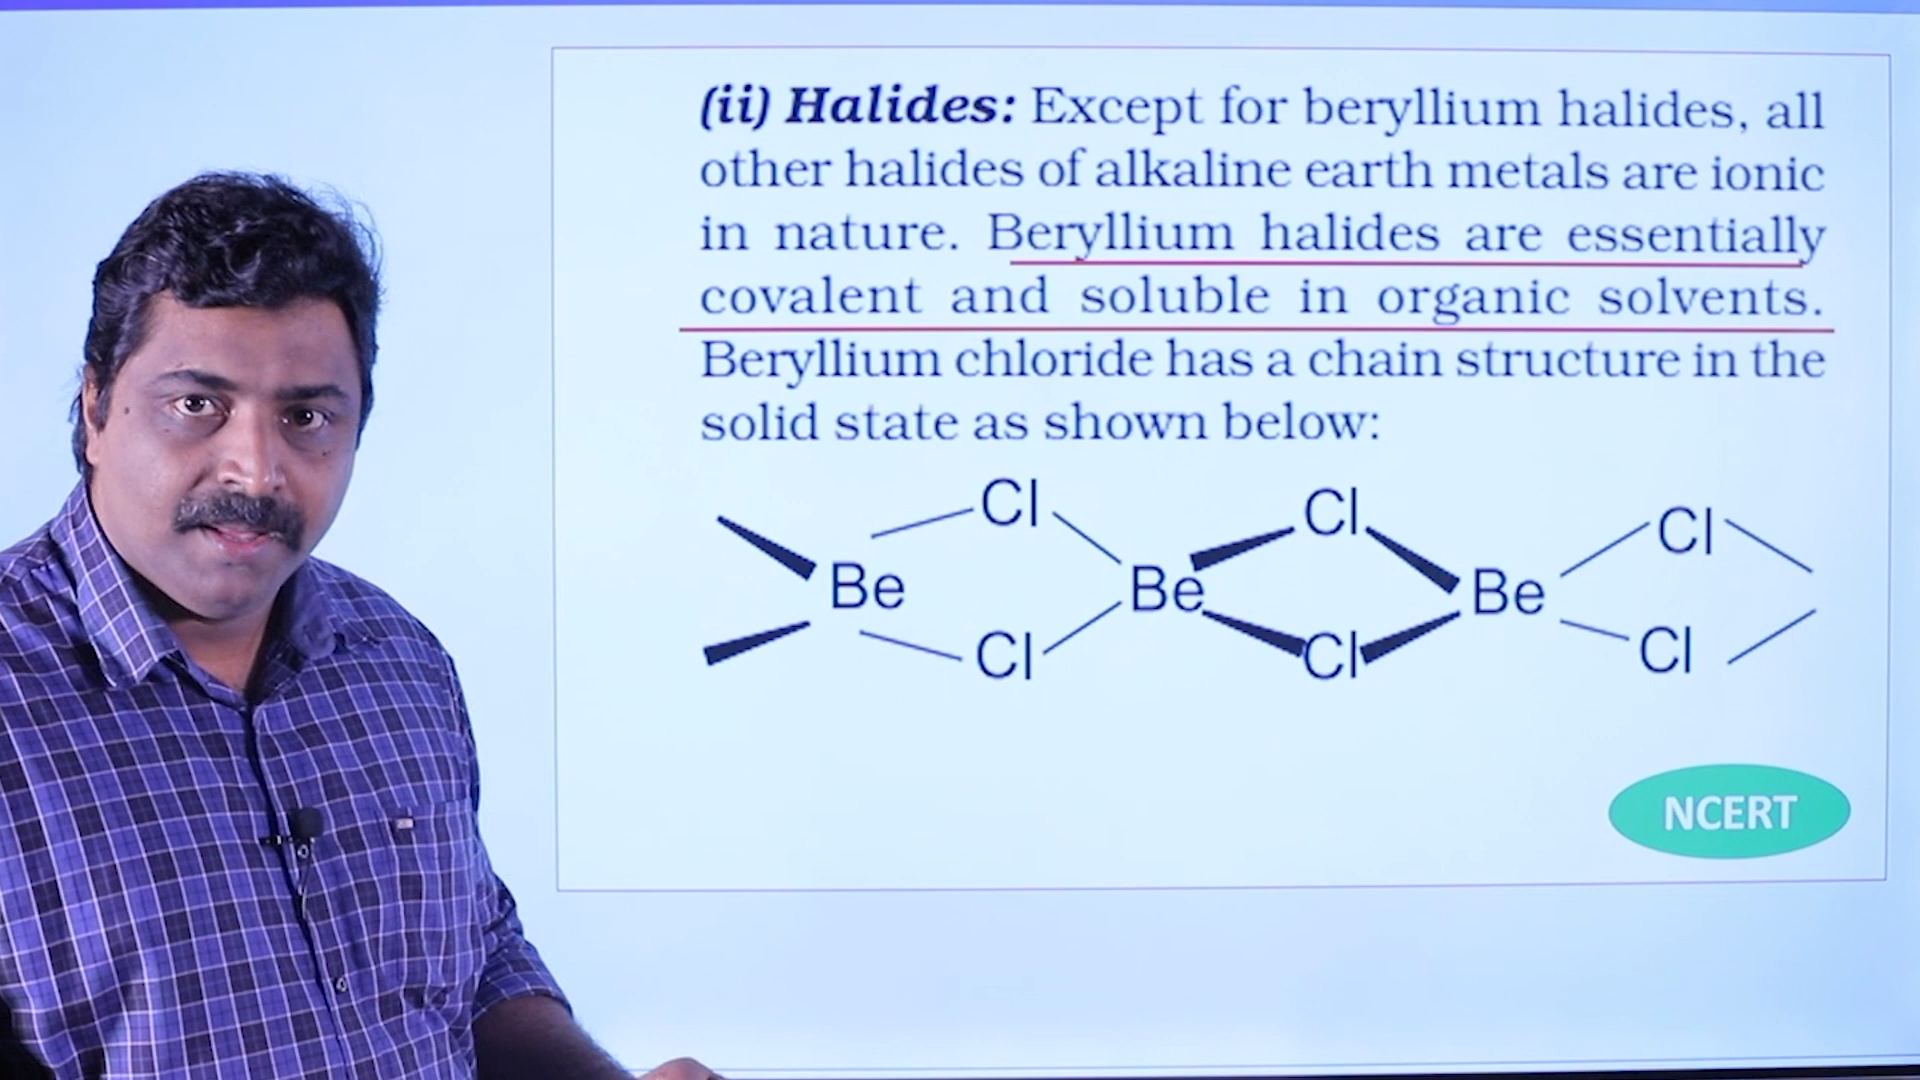 (ii) Halides: Except for beryllium halides, all
other halides of alkaline earth metals are ionic
in nature. Beryllium halides are essentially
covalent and soluble in organic solvents.
Beryllium chloride has a chain structure in the
solid state as shown below:
Cl Cl Cl
Be Be Be
Cl Cl Cl
NCERT